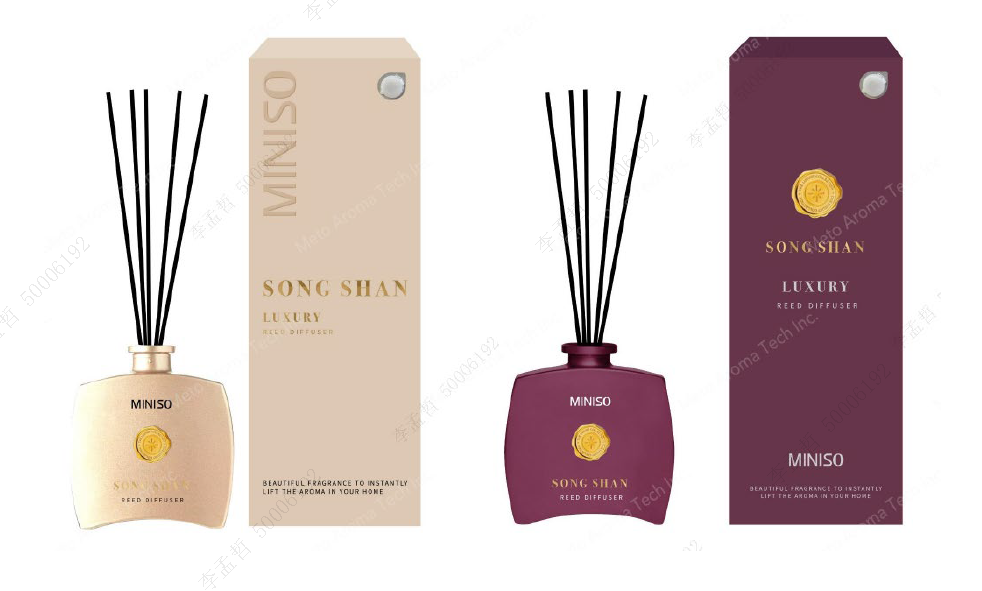 MINISO
SONG SHAN
LUXURY
REED DIFFUSER
BEAUTIFUL FRAGRANCE TO INSTANTLY
LIFT THE AROMA IN YOUR HOME
MINISO
SONG SHAN
REED DIFFUSER
SONG SHAN
LUXURY
REED DIFFUSER
MINISO
BEAUTIFUL FRAGRANCE TO INSTANTLY
LIFT THE AROMA IN YOUR HOME
MINISO
SONG SHAN
REED DIFFUSER
李孟哲 50006192
Meto Aroma Tech Inc.